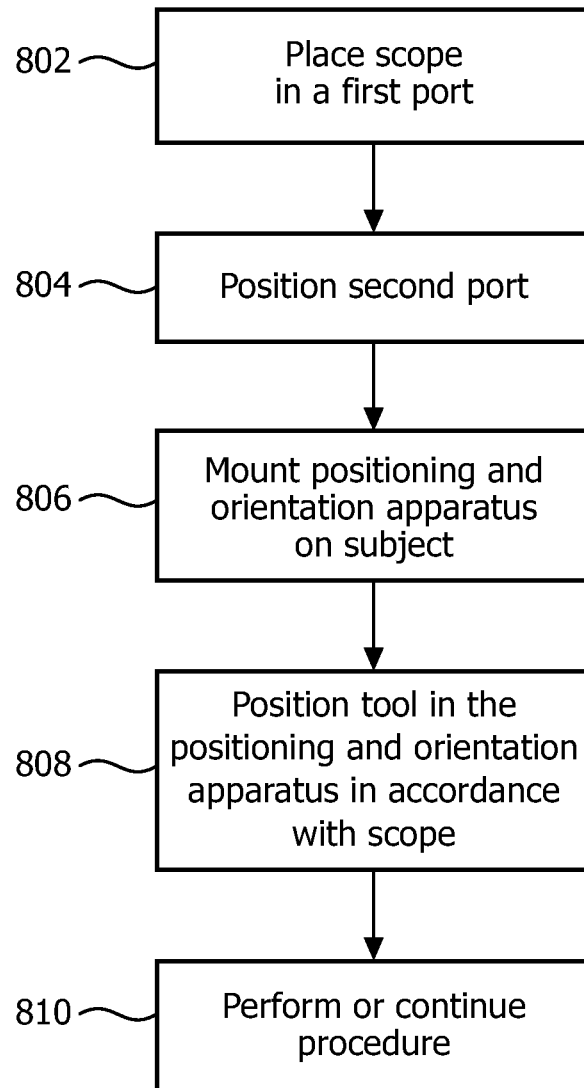 802
Place scope
in a first port
804
Position second port
806
Mount positioning and
orientation apparatus
on subject
808
Position tool in the
positioning and orientation
apparatus in accordance
with scope
810
Perform or continue
procedure